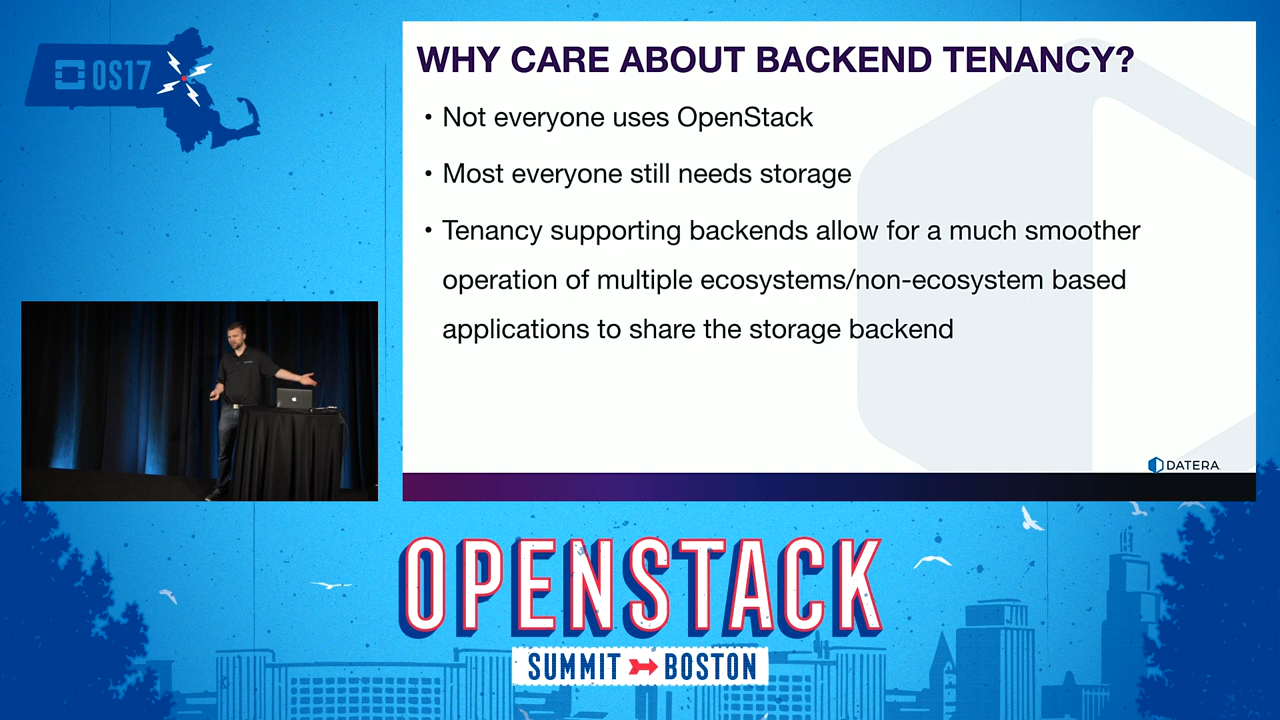 OS17
WHY CARE ABOUT BACKEND TENANCY?
• Not everyone uses OpenStack
• Most everyone still needs storage
• Tenancy supporting backends allow for a much smoother
operation of multiple ecosystems/non-ecosystem based
applications to share the storage backend
DATERA
OPENSTACK
SUMMIT BOSTON